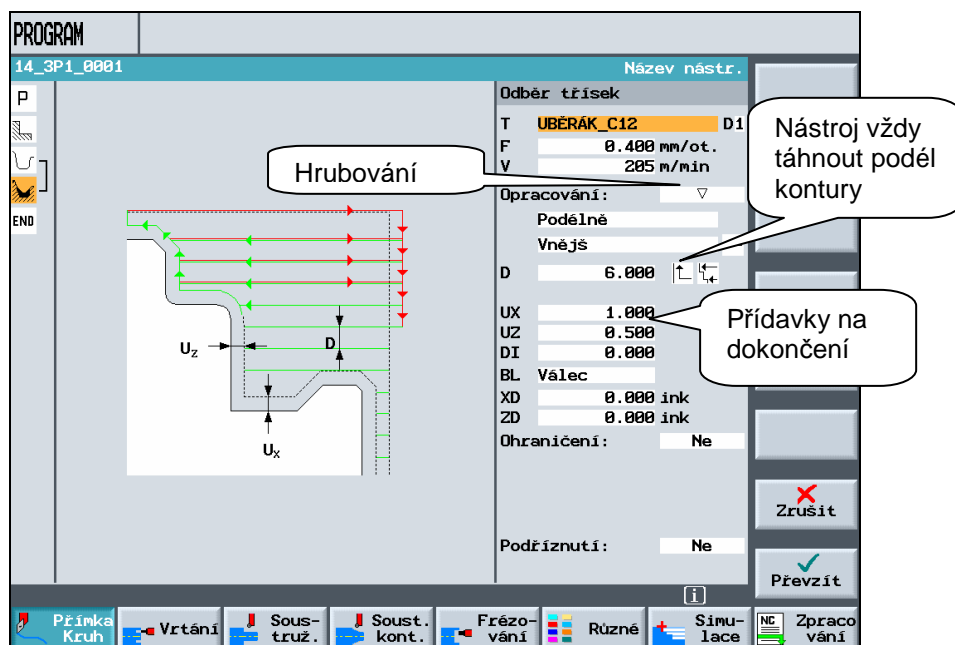 PROGRAM
14_3P1_0001
Název nástr.
P
END
Odběr třísek
T UBĚRÁK_C12 D1
F 0.400 mm/ot.
V 205 m/min
Opracování: ▽
Podélně
Vnějš
D 6.000
UX 1.000
UZ 0.500
DI 0.000
BL Válec
XD 0.000 ink
ZD 0.000 ink
Ohraničení: Ne
Podříznutí: Ne
Hrubování
Nástroj vždy
táhnout podél
kontury
Přídavky na
dokončení
UZ
D
UX
Zrušit
Převzít
i
Přímka
Kruh
Vrtání
Sous-
truž.
Soust.
kont.
Frézo-
vání
Různé
Simu-
lace
NC
Zpraco
vání